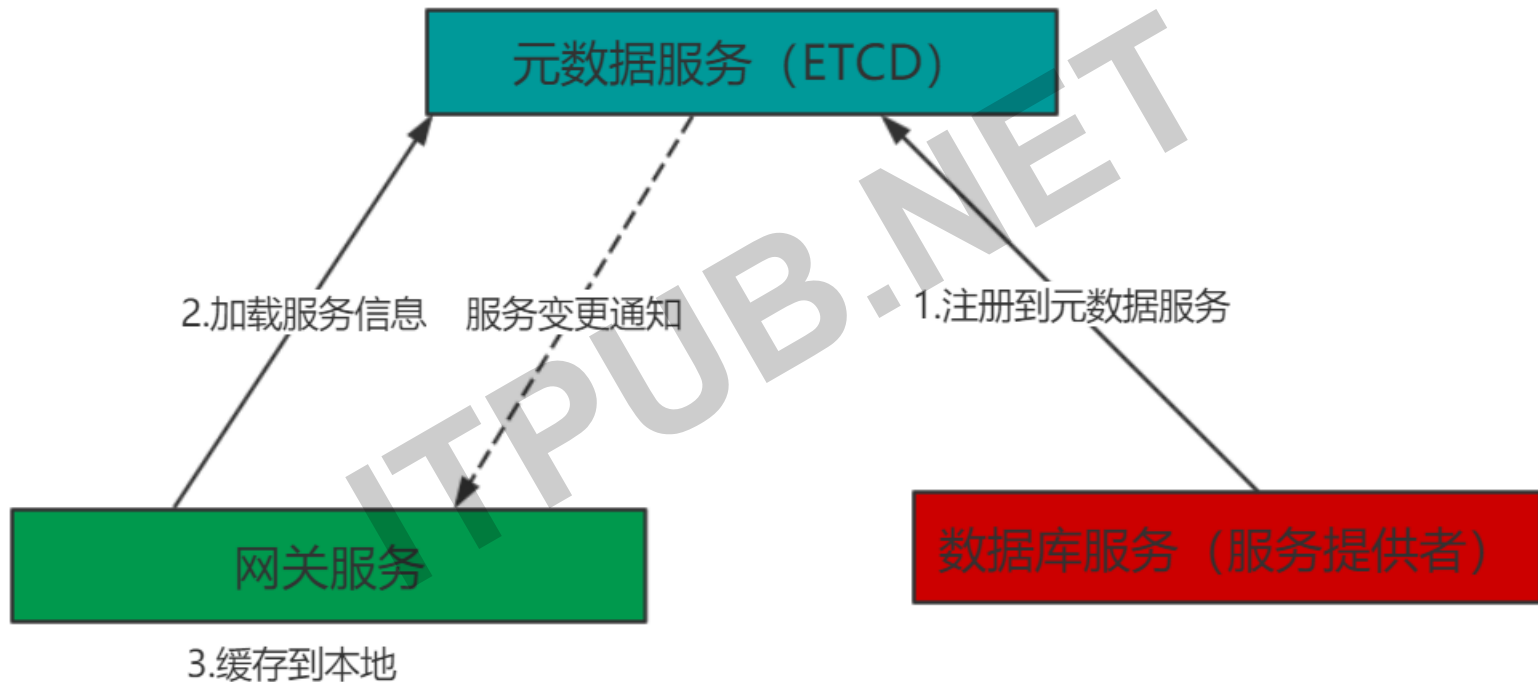 元数据服务（ETCD）
2.加载服务信息
服务变更通知
1.注册到元数据服务
网关服务
数据库服务（服务提供者）
3.缓存到本地
ITPUB.NET